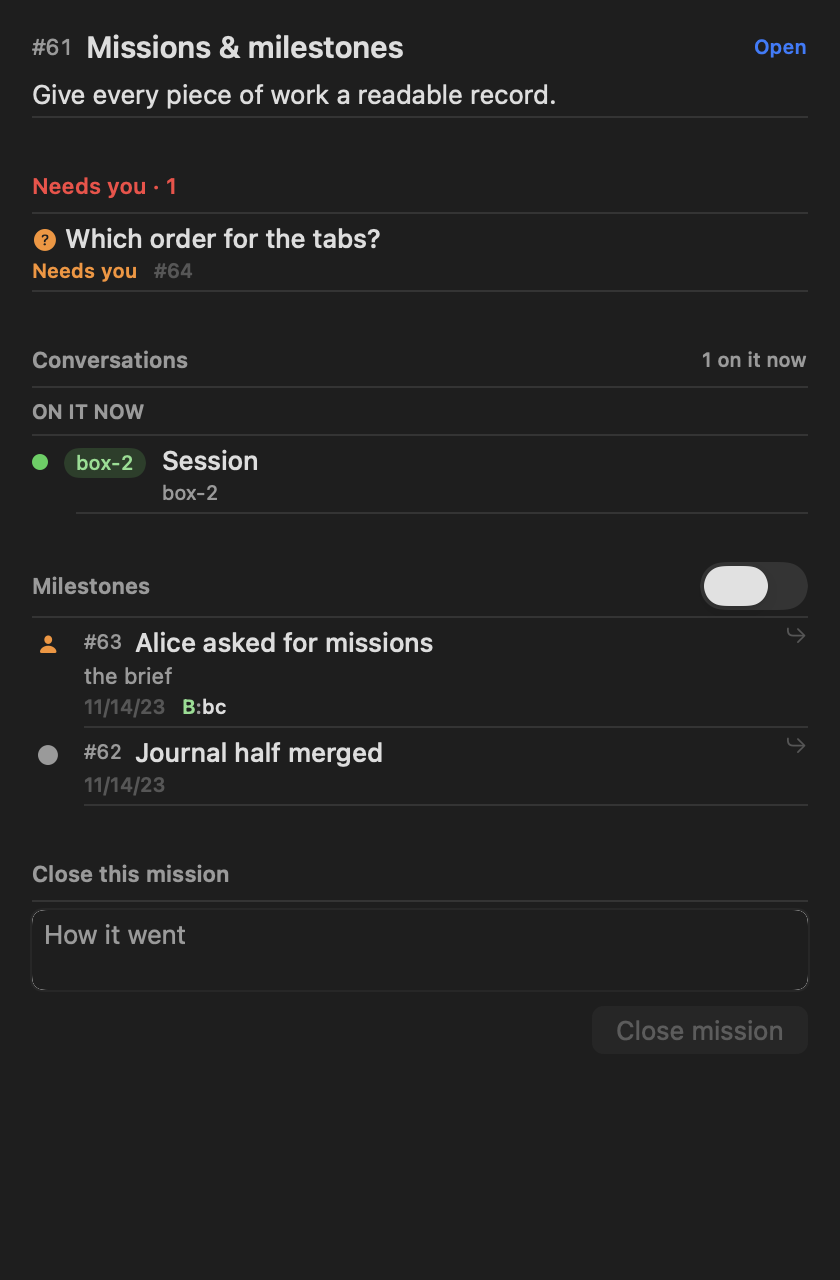 #61 Missions & milestones Open
Give every piece of work a readable record.
Needs you · 1
? Which order for the tabs?
Needs you #64
Conversations 1 on it now
ON IT NOW
box-2 Session
box-2
Milestones
#63 Alice asked for missions
the brief
11/14/23 B:bc
#62 Journal half merged
11/14/23
Close this mission
How it went
Close mission